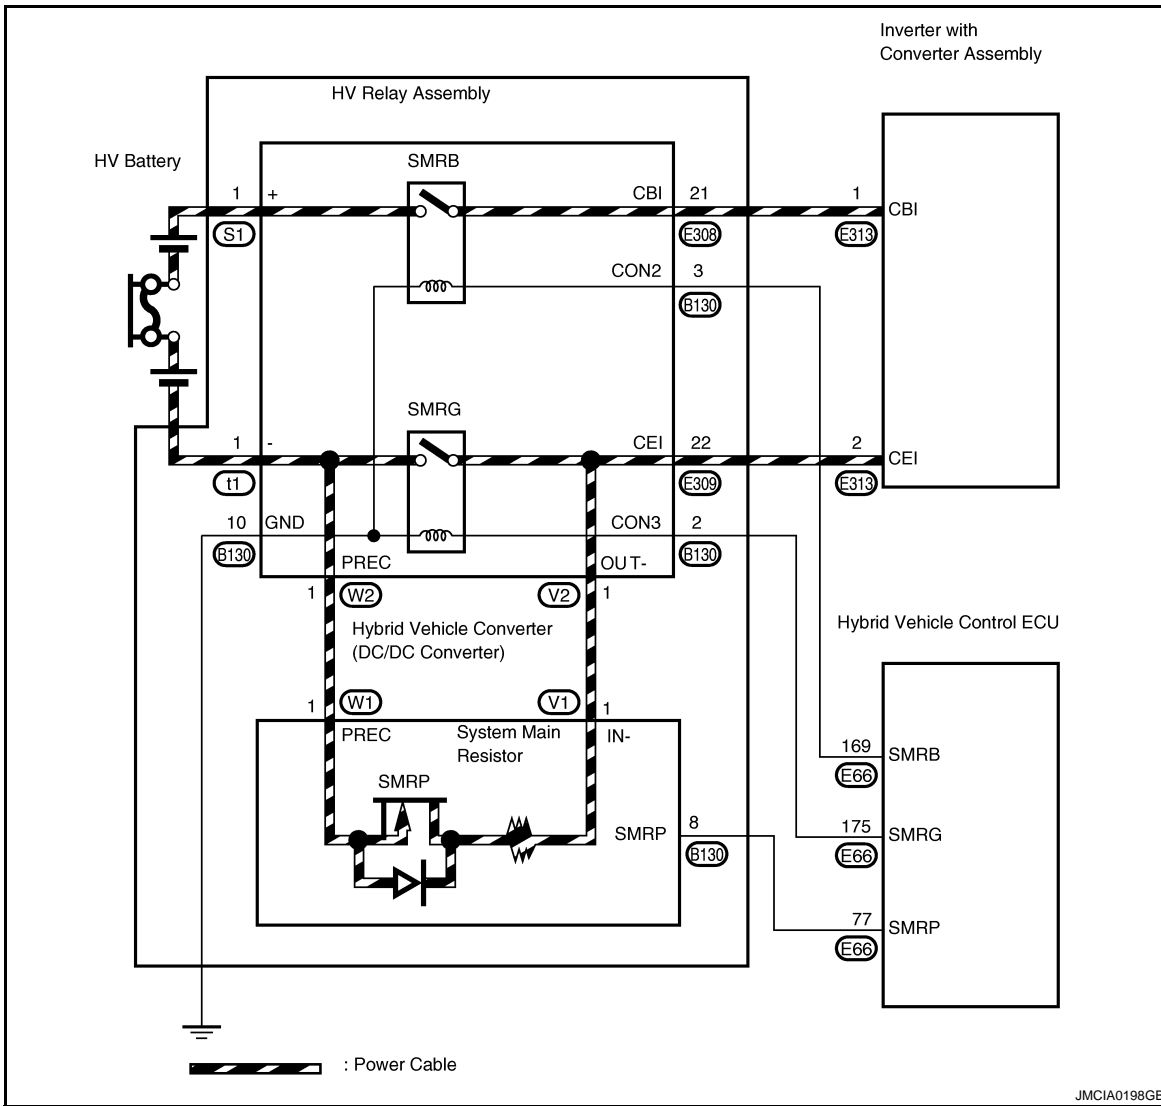 Inverter with
Converter Assembly
HV Relay Assembly
HV Battery
SMRB
1
+
CBI
21
1
CBI
S1
E308
E313
CON2
3
B130
SMRG
1
-
CEI
22
2
CEI
t1
E309
E313
10
GND
CON3
2
B130
PREC
OUT-
B130
1
W2
V2
1
Hybrid Vehicle Converter
(DC/DC Converter)
Hybrid Vehicle Control ECU
1
W1
V1
1
PREC
System Main
Resistor
IN-
169
SMRB
E66
SMRP
SMRP
8
B130
175
SMRG
E66
77
SMRP
E66
: Power Cable
JMCIA0198GB